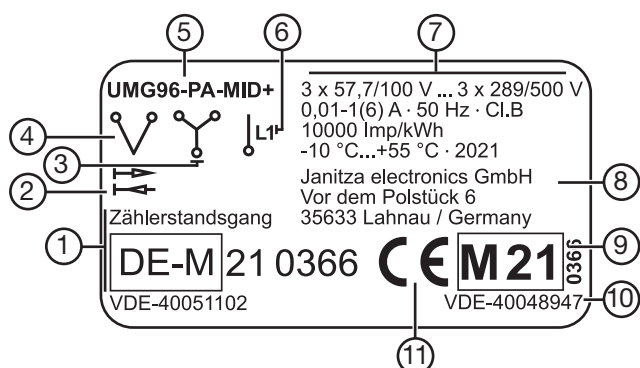 ⑤
⑥
⑦
UMG96-PA-MID+
3 x 57,7/100 V ... 3 x 289/500 V
0,01-1(6) A · 50 Hz · Cl.B
L1
10000 Imp/kWh
④
-10 °C...+55 °C · 2021
③
Janitza electronics GmbH
⑧
②
Vor dem Polstück 6
Zählerstandsgang
35633 Lahnau / Germany
①
DE-M 21 0366
CE
M 21
0366
⑨
VDE-40051102
VDE-40048947
⑩
⑪